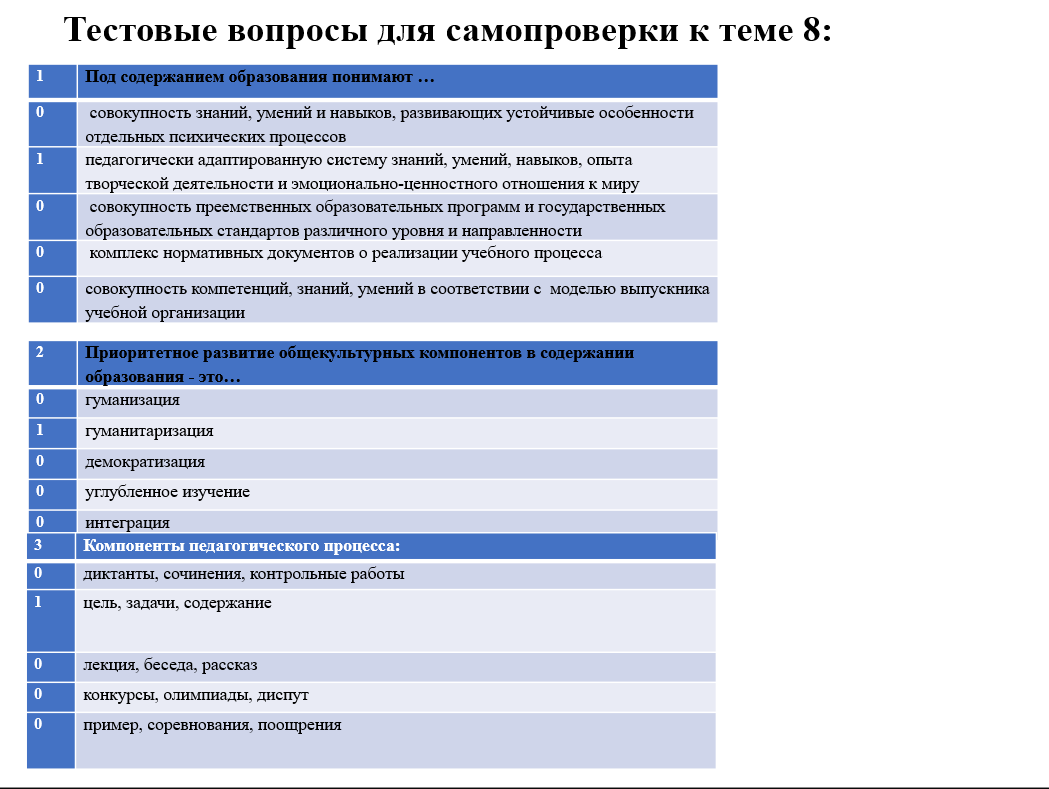 Тестовые вопросы для самопроверки к теме 8:
1 Под содержанием образования понимают …
0 совокупность знаний, умений и навыков, развивающих устойчивые особенности
отдельных психических процессов
1 педагогически адаптированную систему знаний, умений, навыков, опыта
творческой деятельности и эмоционально-ценностного отношения к миру
0 совокупность преемственных образовательных программ и государственных
образовательных стандартов различного уровня и направленности
0 комплекс нормативных документов о реализации учебного процесса
0 совокупность компетенций, знаний, умений в соответствии с моделью выпускника
учебной организации
2 Приоритетное развитие общекультурных компонентов в содержании
образования - это…
0 гуманизация
1 гуманитаризация
0 демократизация
0 углубленное изучение
0 интеграция
3 Компоненты педагогического процесса:
0 диктанты, сочинения, контрольные работы
1 цель, задачи, содержание
0 лекция, беседа, рассказ
0 конкурсы, олимпиады, диспут
0 пример, соревнования, поощрения